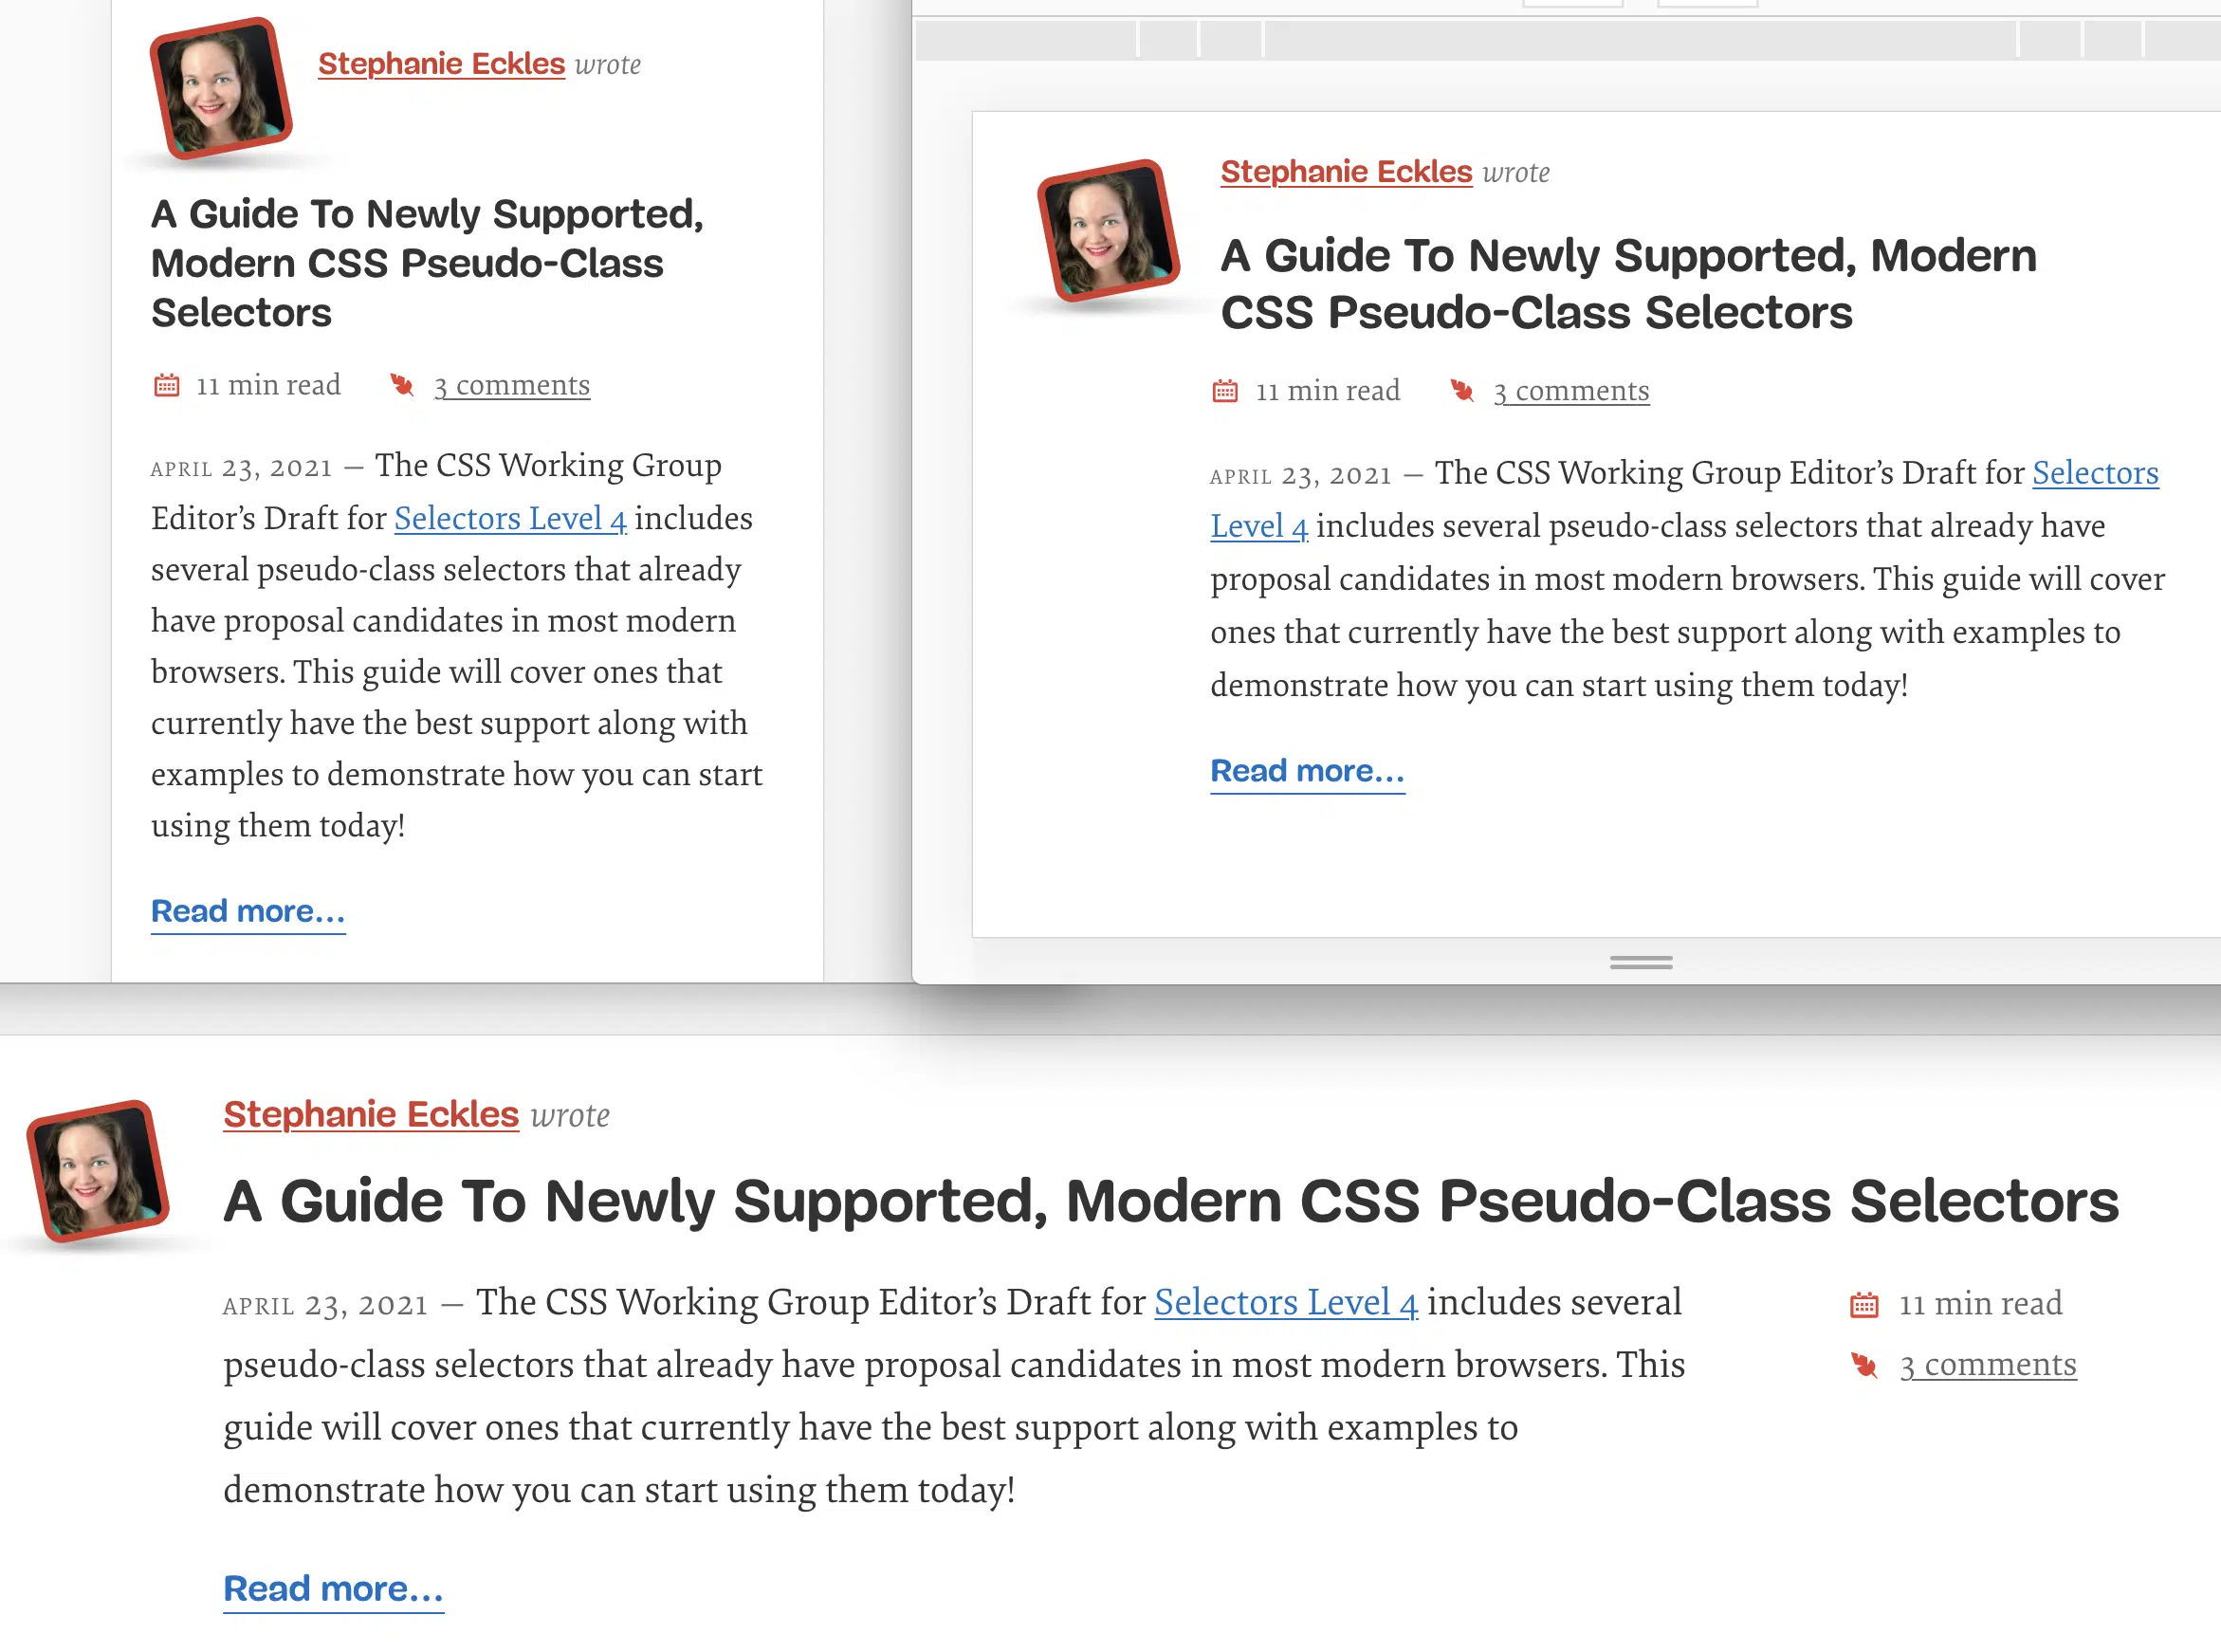 Stephanie Eckles wrote
A Guide To Newly Supported,
Modern CSS Pseudo-Class
Selectors
11 min read 3 comments
APRIL 23, 2021 — The CSS Working Group
Editor’s Draft for Selectors Level 4 includes
several pseudo-class selectors that already
have proposal candidates in most modern
browsers. This guide will cover ones that
currently have the best support along with
examples to demonstrate how you can start
using them today!
Read more…
Stephanie Eckles wrote
A Guide To Newly Supported, Modern
CSS Pseudo-Class Selectors
11 min read 3 comments
APRIL 23, 2021 — The CSS Working Group Editor’s Draft for Selectors
Level 4 includes several pseudo-class selectors that already have
proposal candidates in most modern browsers. This guide will cover
ones that currently have the best support along with examples to
demonstrate how you can start using them today!
Read more…
Stephanie Eckles wrote
A Guide To Newly Supported, Modern CSS Pseudo-Class Selectors
APRIL 23, 2021 — The CSS Working Group Editor’s Draft for Selectors Level 4 includes several
pseudo-class selectors that already have proposal candidates in most modern browsers. This
guide will cover ones that currently have the best support along with examples to
demonstrate how you can start using them today!
11 min read
3 comments
Read more…